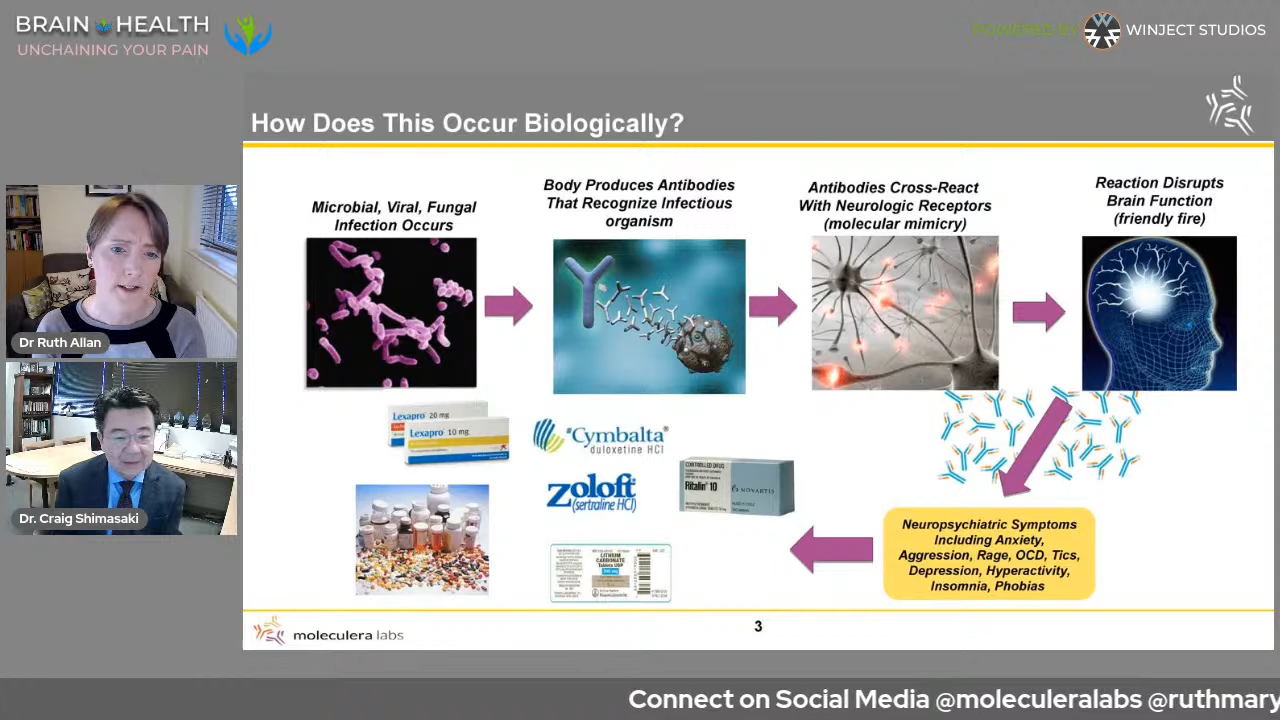 BRAIN HEALTH
UNCHAINING YOUR PAIN
POWERED BY
WINJECT STUDIOS
How Does This Occur Biologically?
Microbial, Viral, Fungal
Infection Occurs
Body Produces Antibodies
That Recognize Infectious
organism
Antibodies Cross-React
With Neurologic Receptors
(molecular mimicry)
Reaction Disrupts
Brain Function
(friendly fire)
Dr Ruth Allan
Dr. Craig Shimasaki
Lexapro 20 mg
Lexapro 10 mg
Cymbalta
duloxetine HCl
zoloft
(sertraline HCl)
CONTROLLED DRUG
Ritalin 10
NOVARTIS
LITHIUM
CARBONATE
Tablets USP
Neuropsychiatric Symptoms
Including Anxiety,
Aggression, Rage, OCD, Tics,
Depression, Hyperactivity,
Insomnia, Phobias
moleculera labs
3
Connect on Social Media @moleculeralabs @ruthmary